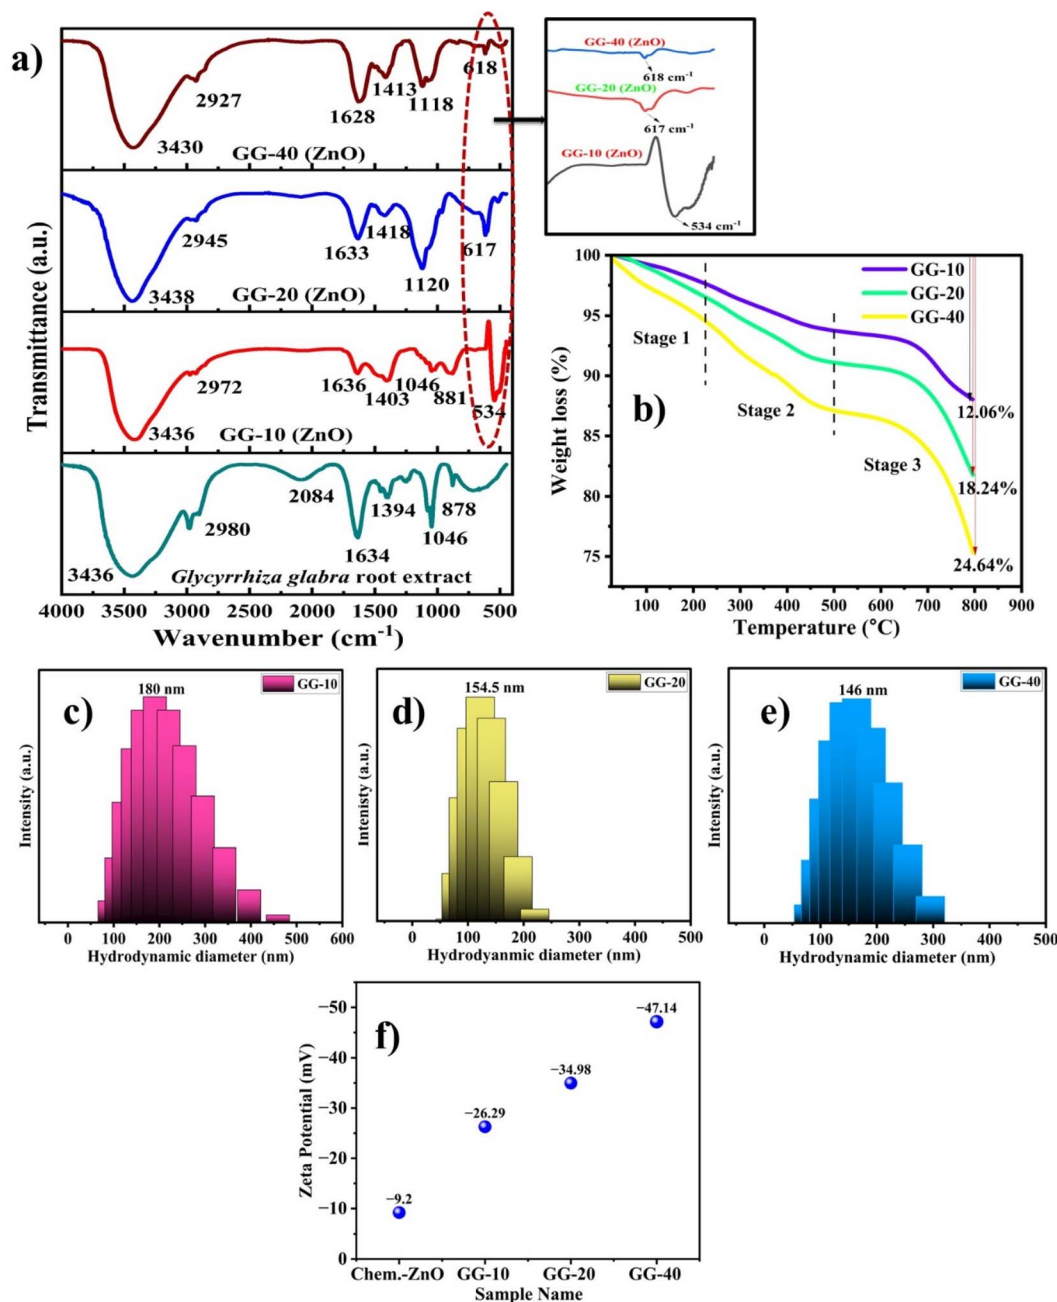 a)
Transmittance (a.u.)
2927
3430
1628
1413
1118
618
GG-40 (ZnO)
2945
3438
1633
1418
1120
617
GG-20 (ZnO)
2972
3436
1636
1403
1046
881
534
GG-10 (ZnO)
3436
2980
2084
1634
1394
1046
878
Glycyrrhiza glabra root extract
4000 3500 3000 2500 2000 1500 1000 500
Wavenumber (cm⁻¹)
GG-40 (ZnO)
618 cm⁻¹
GG-20 (ZnO)
617 cm⁻¹
GG-10 (ZnO)
534 cm⁻¹
b)
Weight loss (%)
100
95
90
85
80
75
GG-10
GG-20
GG-40
Stage 1
Stage 2
Stage 3
12.06%
18.24%
24.64%
100 200 300 400 500 600 700 800 900
Temperature (°C)
c)
180 nm
GG-10
Intensity (a.u.)
0 100 200 300 400 500 600
Hydrodynamic diameter (nm)
d)
154.5 nm
GG-20
Intenisty (a.u.)
0 100 200 300 400 500
Hydrodyanmic diameter (nm)
e)
146 nm
GG-40
Intensity (a.u.)
0 100 200 300 400 500
Hydrodynamic diameter (nm)
f)
Zeta Potential (mV)
−50
−40
−30
−20
−10
0
−9.2
−26.29
−34.98
−47.14
Chem.-ZnO GG-10 GG-20 GG-40
Sample Name